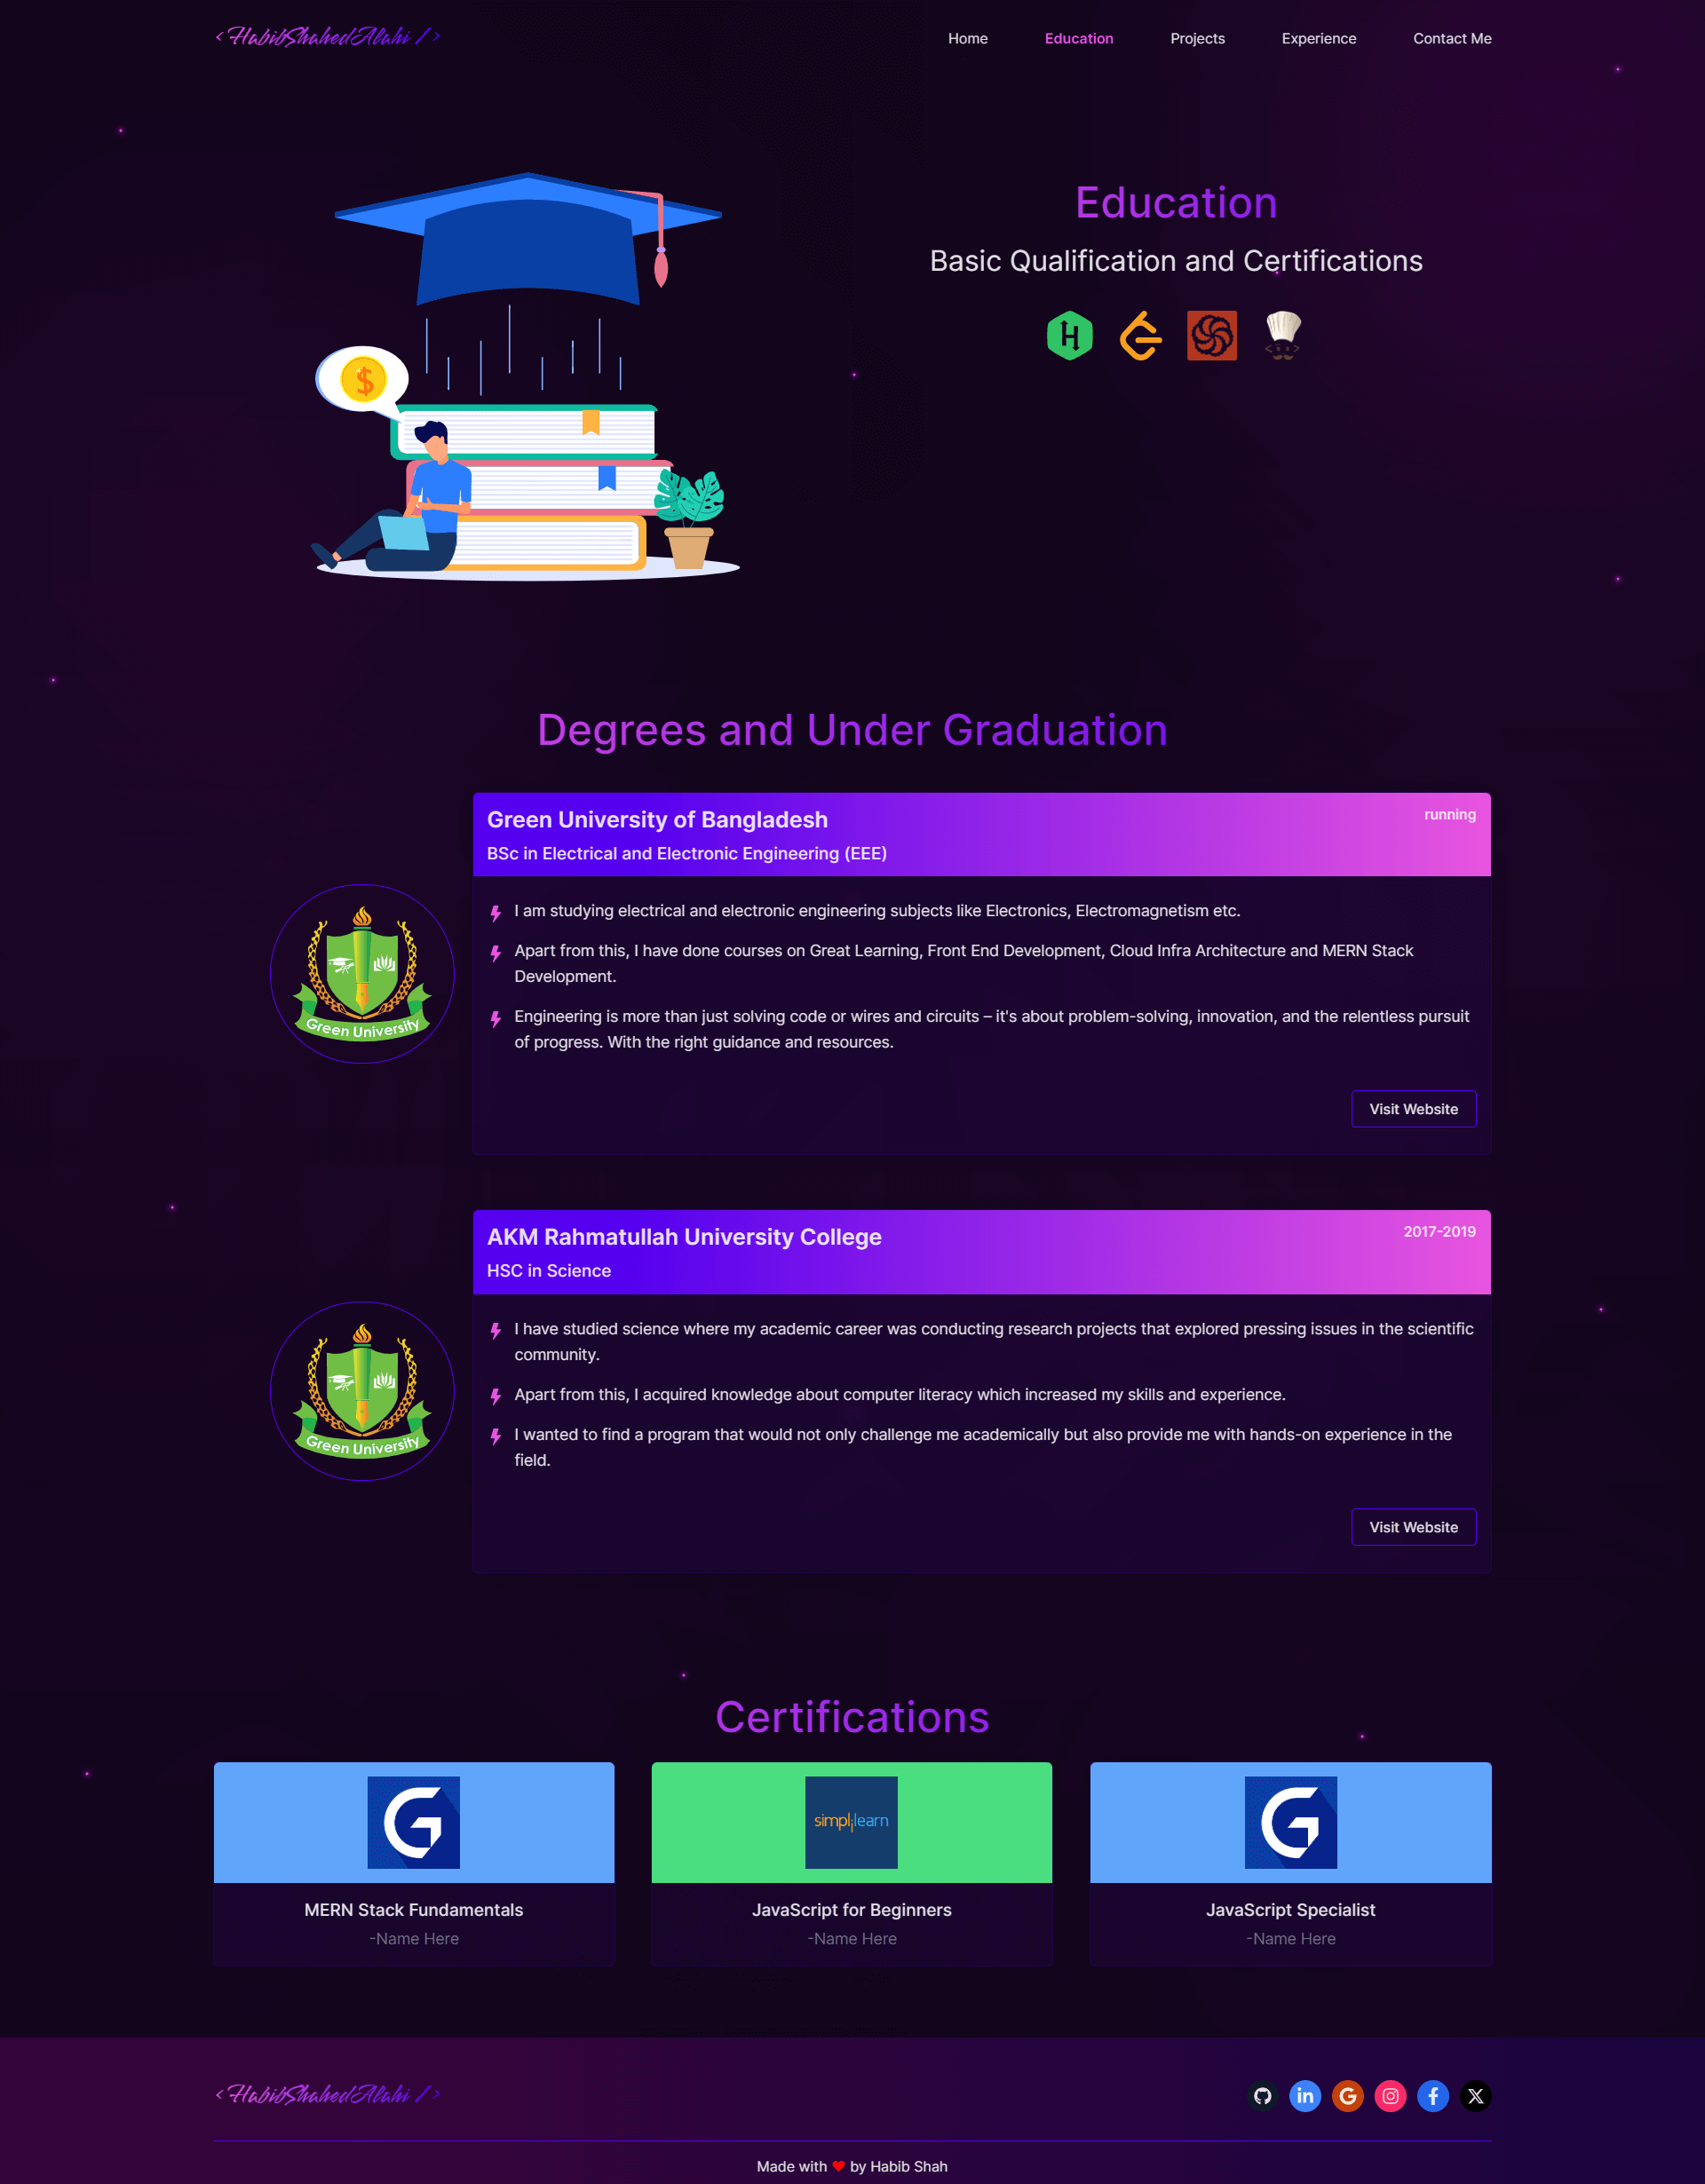 < HabibShahedAlahi / >
Home Education Projects Experience Contact Me
Education
Basic Qualification and Certifications
H
$
Degrees and Under Graduation
Green University of Bangladesh
running
BSc in Electrical and Electronic Engineering (EEE)
Green University
I am studying electrical and electronic engineering subjects like Electronics, Electromagnetism etc.
Apart from this, I have done courses on Great Learning, Front End Development, Cloud Infra Architecture and MERN Stack
Development.
Engineering is more than just solving code or wires and circuits – it's about problem-solving, innovation, and the relentless pursuit
of progress. With the right guidance and resources.
Visit Website
AKM Rahmatullah University College
2017-2019
HSC in Science
Green University
I have studied science where my academic career was conducting research projects that explored pressing issues in the scientific
community.
Apart from this, I acquired knowledge about computer literacy which increased my skills and experience.
I wanted to find a program that would not only challenge me academically but also provide me with hands-on experience in the
field.
Visit Website
Certifications
G
simplilearn
G
MERN Stack Fundamentals
-Name Here
JavaScript for Beginners
-Name Here
JavaScript Specialist
-Name Here
< HabibShahedAlahi / >
in G f X
Made with ❤ by Habib Shah